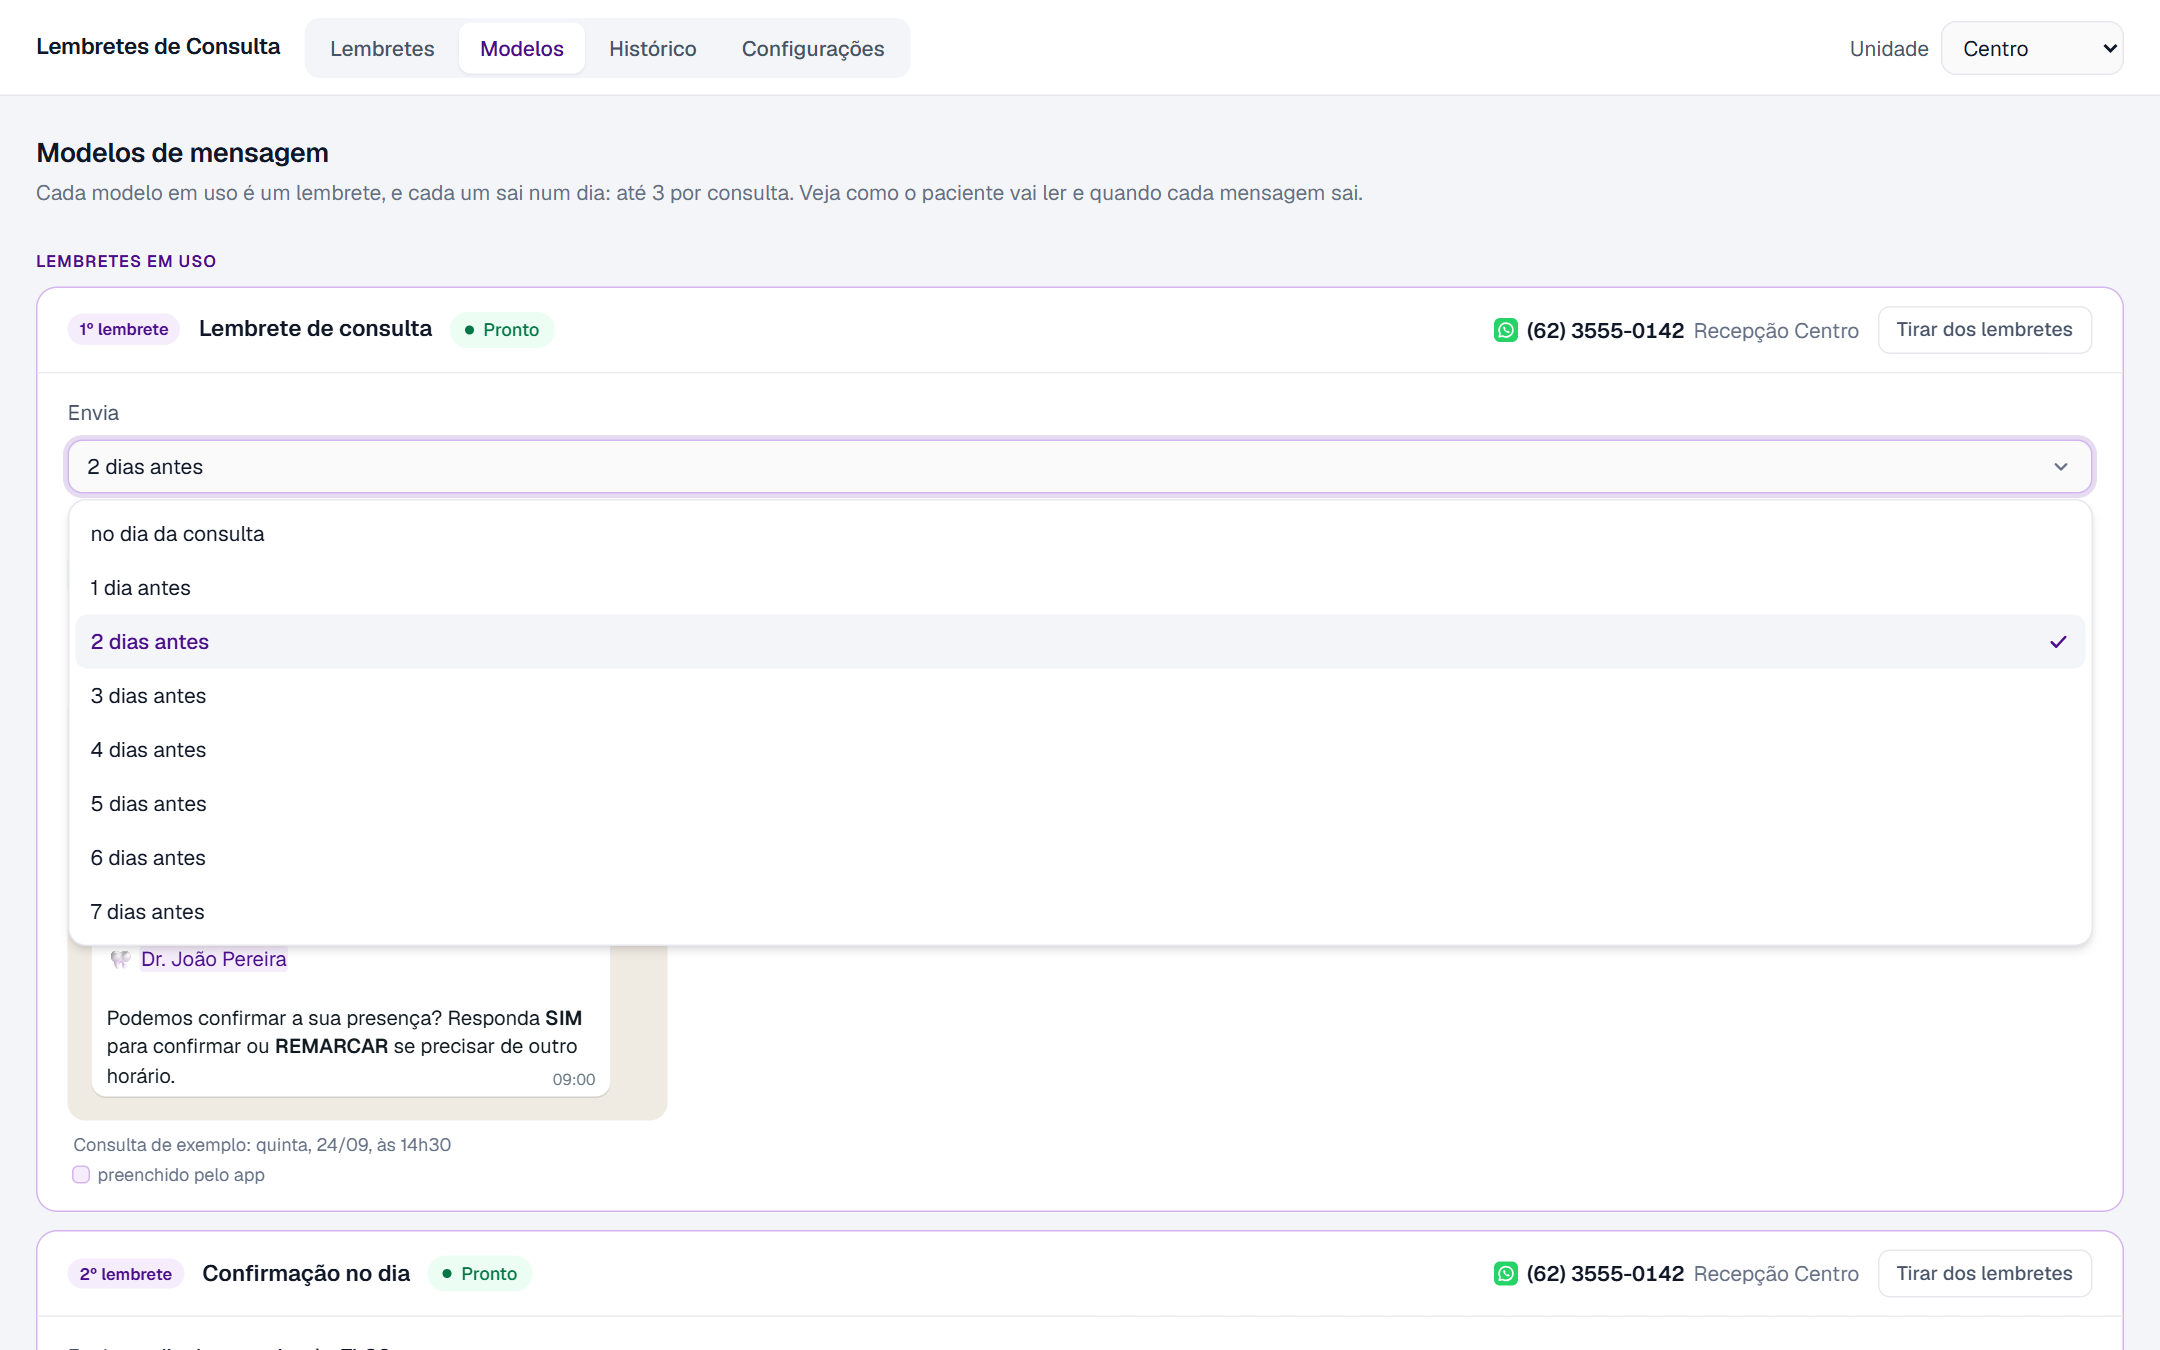 Lembretes de Consulta
Lembretes
Modelos
Histórico
Configurações
Unidade
Centro
Modelos de mensagem
Cada modelo em uso é um lembrete, e cada um sai num dia: até 3 por consulta. Veja como o paciente vai ler e quando cada mensagem sai.
LEMBRETES EM USO
1º lembrete
Lembrete de consulta
Pronto
(62) 3555-0142 Recepção Centro
Tirar dos lembretes
Envia
2 dias antes
no dia da consulta
1 dia antes
2 dias antes
3 dias antes
4 dias antes
5 dias antes
6 dias antes
7 dias antes
Dr. João Pereira
Podemos confirmar a sua presença? Responda SIM
para confirmar ou REMARCAR se precisar de outro
horário.
09:00
Consulta de exemplo: quinta, 24/09, às 14h30
preenchido pelo app
2º lembrete
Confirmação no dia
Pronto
(62) 3555-0142 Recepção Centro
Tirar dos lembretes